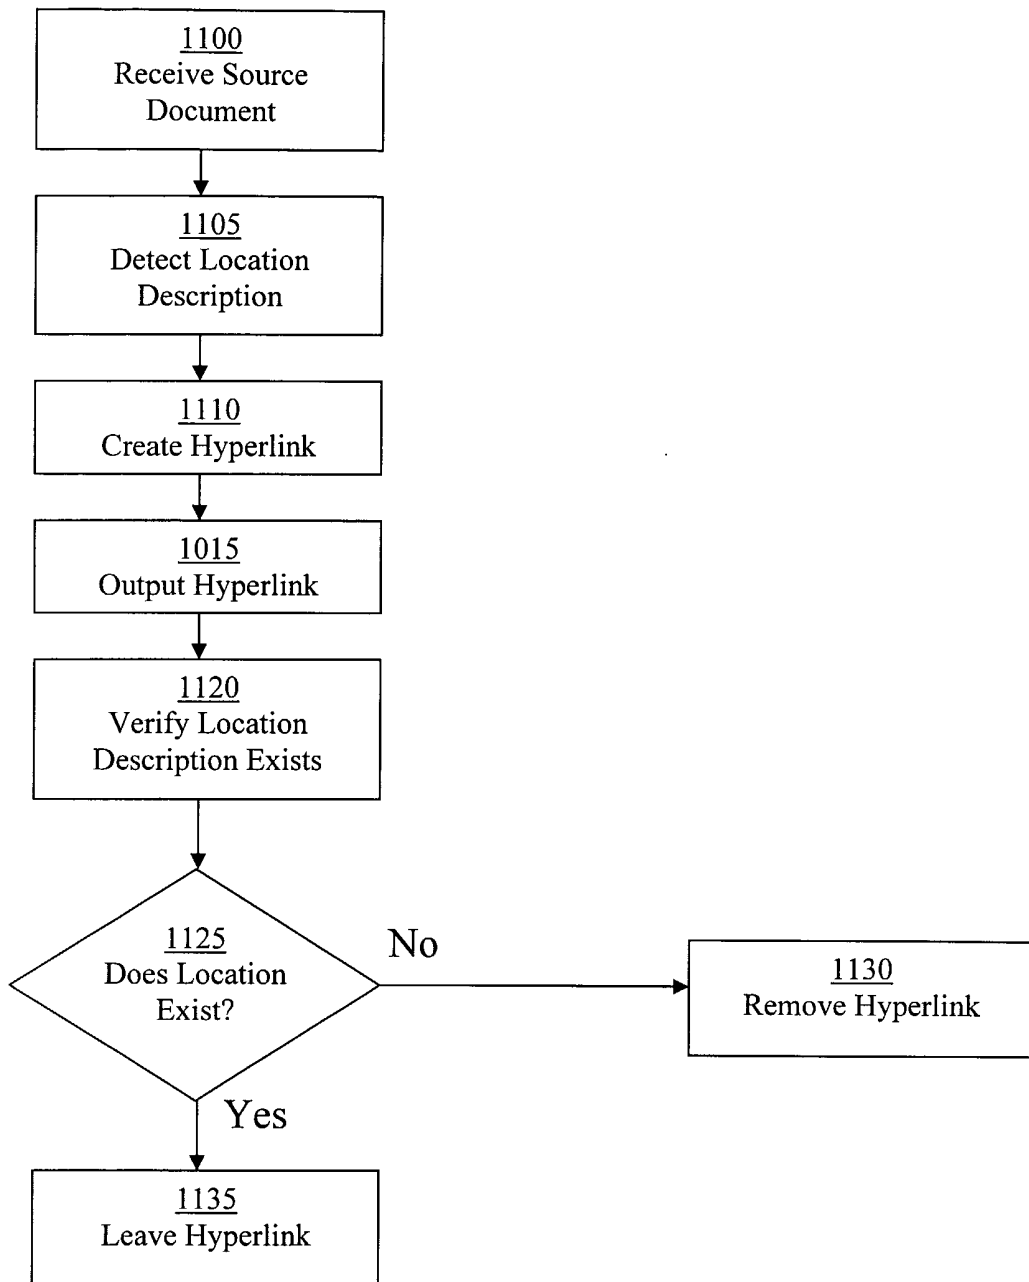 1100
Receive Source
Document
1105
Detect Location
Description
1110
Create Hyperlink
1015
Output Hyperlink
1120
Verify Location
Description Exists
1125
Does Location
Exist?
No
1130
Remove Hyperlink
Yes
1135
Leave Hyperlink